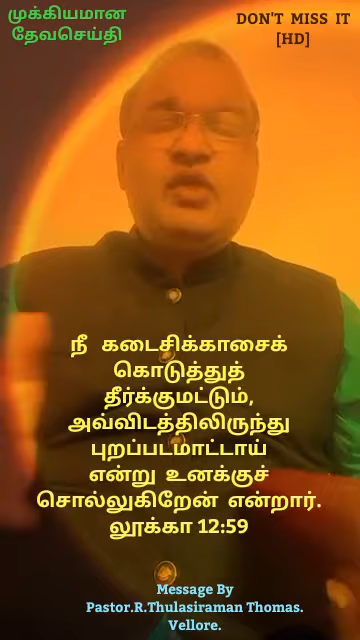 முக்கியமான
தேவசெய்தி
DON'T MISS IT
[HD]
நீ கடைசிக்காசைக்
கொடுத்துத்
தீர்க்குமட்டும்,
அவ்விடத்திலிருந்து
புறப்படமாட்டாய்
என்று உனக்குச்
சொல்லுகிறேன் என்றார்.
லூக்கா 12:59
Message By
Pastor.R.Thulasiraman Thomas.
Vellore.